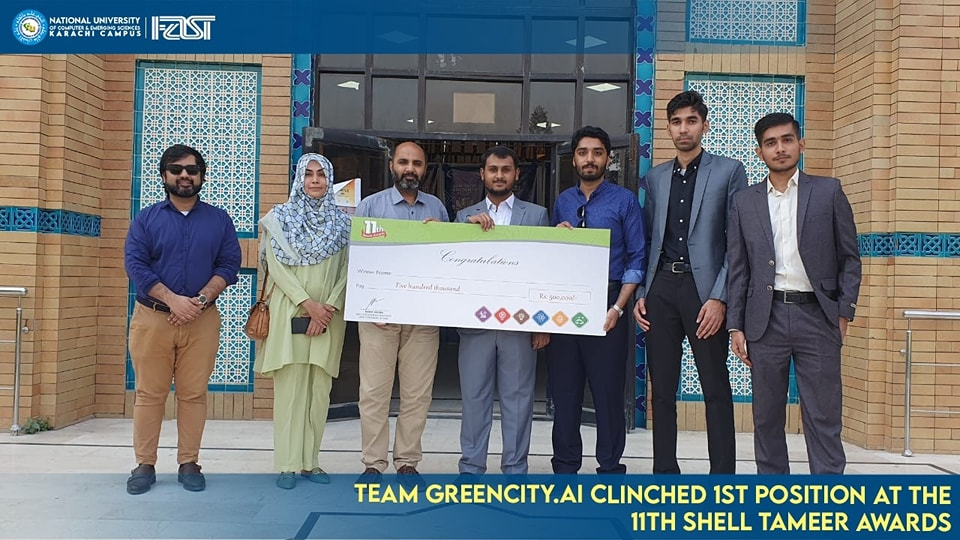 NATIONAL UNIVERSITY
OF COMPUTER & EMERGING SCIENCES
KARACHI CAMPUS
FAST
11th
Congratulations
Winner Name:
Pay Five hundred thousand
Rs. 500,000/-
TEAM GREENCITY.AI CLINCHED 1ST POSITION AT THE
11TH SHELL TAMEER AWARDS